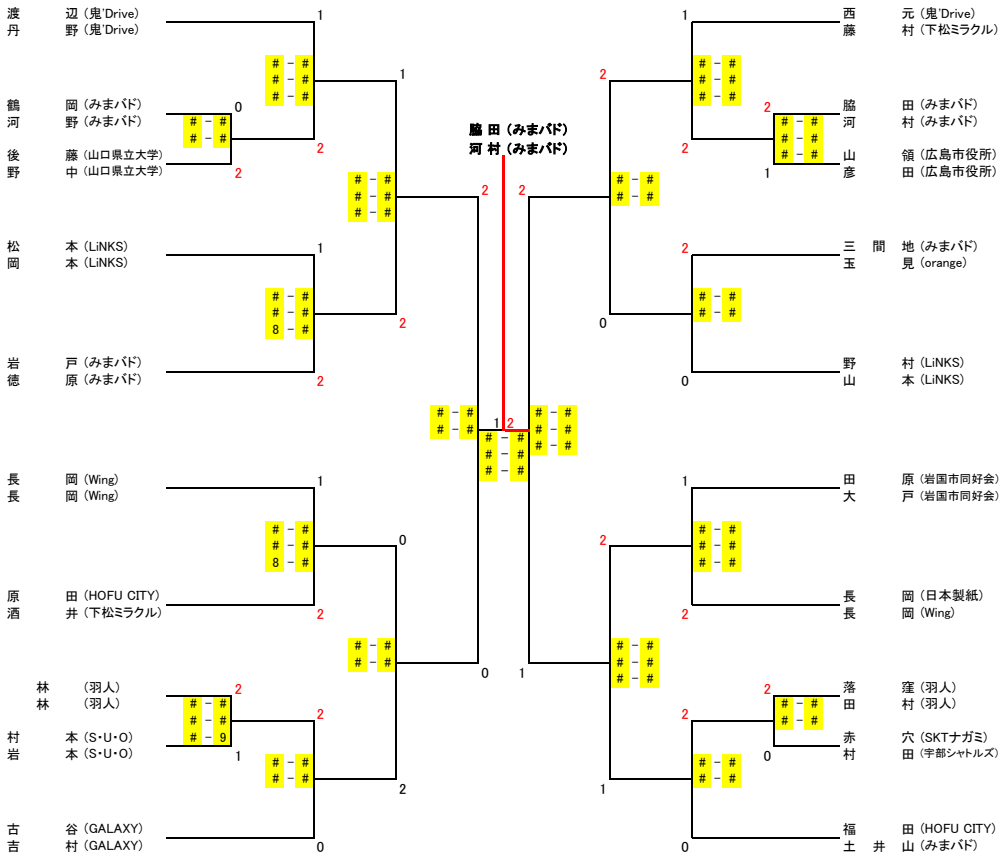 渡 辺 (鬼'Drive)
丹 野 (鬼'Drive)
1
# - #
# - #
# - #
1
鶴 岡 (みまバド)
河 野 (みまバド)
0
# - #
# - #
後 藤 (山口県立大学)
野 中 (山口県立大学)
2
2
# - #
# - #
# - #
2
松 本 (LiNKS)
岡 本 (LiNKS)
1
# - #
# - #
8 - #
2
岩 戸 (みまバド)
徳 原 (みまバド)
2
# - #
# - #
長 岡 (Wing)
長 岡 (Wing)
1
# - #
# - #
8 - #
0
原 田 (HOFU CITY)
酒 井 (下松ミラクル)
2
# - #
# - #
0
林 (羽人)
林 (羽人)
2
# - #
# - #
# - 9
2
村 本 (S・U・O)
岩 本 (S・U・O)
1
# - #
# - #
2
古 谷 (GALAXY)
吉 村 (GALAXY)
0
脇 田 (みまバド)
河 村 (みまバド)
1 2
# - #
# - #
# - #
西 元 (鬼'Drive)
藤 村 (下松ミラクル)
1
# - #
# - #
# - #
2
脇 田 (みまバド)
河 村 (みまバド)
2
# - #
# - #
# - #
山 領 (広島市役所)
彦 田 (広島市役所)
1
2
# - #
# - #
2
三 間 地 (みまバド)
玉 見 (orange)
2
# - #
# - #
0
野 村 (LiNKS)
山 本 (LiNKS)
0
# - #
# - #
# - #
田 原 (岩国市同好会)
大 戸 (岩国市同好会)
1
# - #
# - #
# - #
2
長 岡 (日本製紙)
長 岡 (Wing)
2
# - #
# - #
# - #
1
落 窪 (羽人)
田 村 (羽人)
2
# - #
# - #
2
赤 穴 (SKTナガミ)
村 田 (宇部シャトルズ)
0
# - #
# - #
1
福 田 (HOFU CITY)
土 井 山 (みまバド)
0